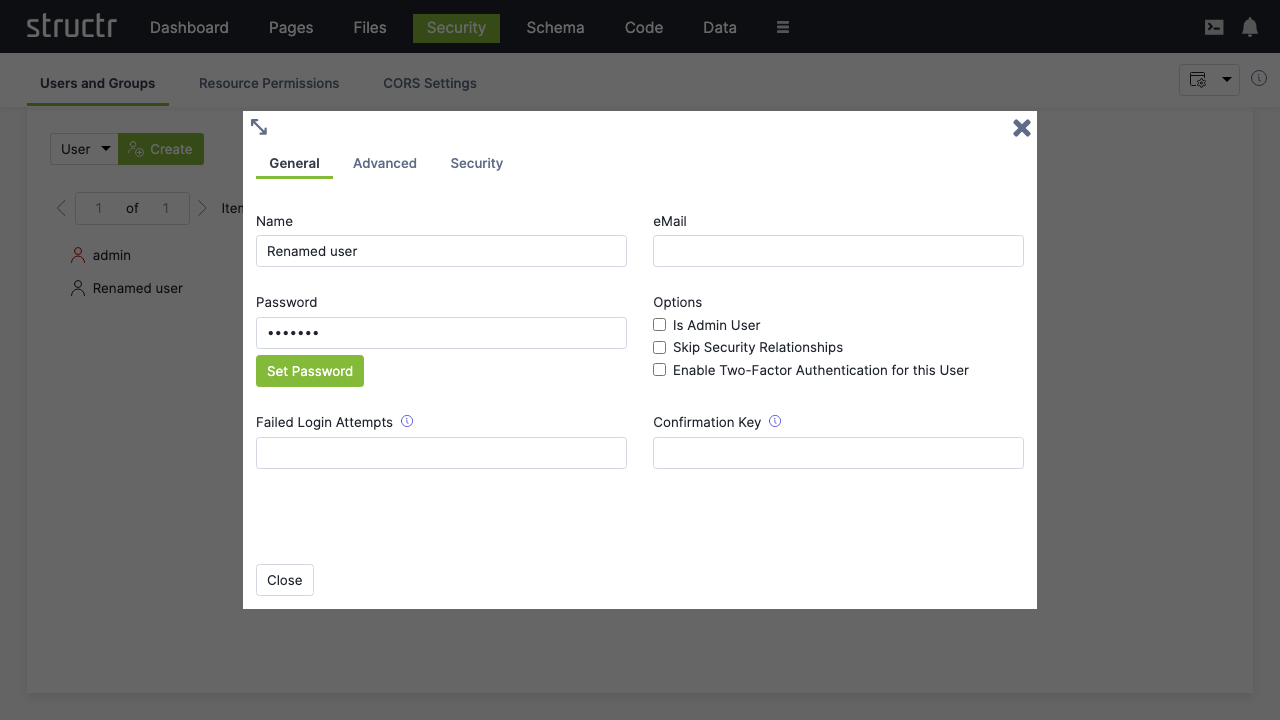 structr Dashboard Pages Files Security Schema Code Data
Users and Groups Resource Permissions CORS Settings
User Create
1 of 1 Iten
admin
Renamed user
General Advanced Security
Name eMail
Renamed user
Password Options
•••••••
Is Admin User
Skip Security Relationships
Set Password
Enable Two-Factor Authentication for this User
Failed Login Attempts Confirmation Key
Close